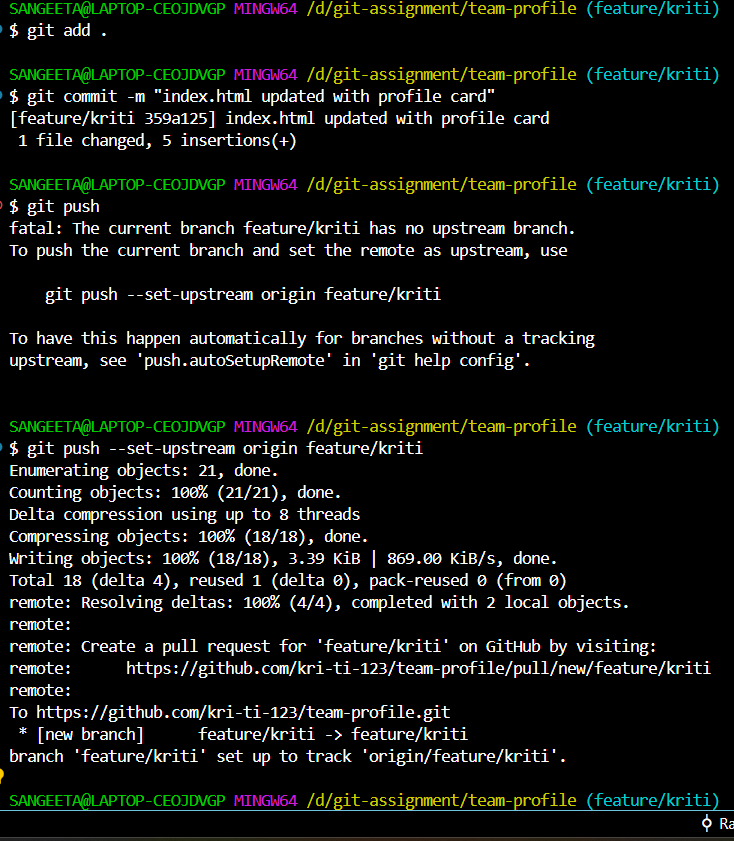 SANGEETA@LAPTOP-CEOJDVGP MINGW64 /d/git-assignment/team-profile (feature/kriti)
$ git add .
SANGEETA@LAPTOP-CEOJDVGP MINGW64 /d/git-assignment/team-profile (feature/kriti)
$ git commit -m "index.html updated with profile card"
[feature/kriti 359a125] index.html updated with profile card
 1 file changed, 5 insertions(+)
SANGEETA@LAPTOP-CEOJDVGP MINGW64 /d/git-assignment/team-profile (feature/kriti)
$ git push
fatal: The current branch feature/kriti has no upstream branch.
To push the current branch and set the remote as upstream, use
    git push --set-upstream origin feature/kriti
To have this happen automatically for branches without a tracking
upstream, see 'push.autoSetupRemote' in 'git help config'.
SANGEETA@LAPTOP-CEOJDVGP MINGW64 /d/git-assignment/team-profile (feature/kriti)
$ git push --set-upstream origin feature/kriti
Enumerating objects: 21, done.
Counting objects: 100% (21/21), done.
Delta compression using up to 8 threads
Compressing objects: 100% (18/18), done.
Writing objects: 100% (18/18), 3.39 KiB | 869.00 KiB/s, done.
Total 18 (delta 4), reused 1 (delta 0), pack-reused 0 (from 0)
remote: Resolving deltas: 100% (4/4), completed with 2 local objects.
remote:
remote: Create a pull request for 'feature/kriti' on GitHub by visiting:
remote:      https://github.com/kri-ti-123/team-profile/pull/new/feature/kriti
remote:
To https://github.com/kri-ti-123/team-profile.git
 * [new branch]      feature/kriti -> feature/kriti
branch 'feature/kriti' set up to track 'origin/feature/kriti'.
SANGEETA@LAPTOP-CEOJDVGP MINGW64 /d/git-assignment/team-profile (feature/kriti)